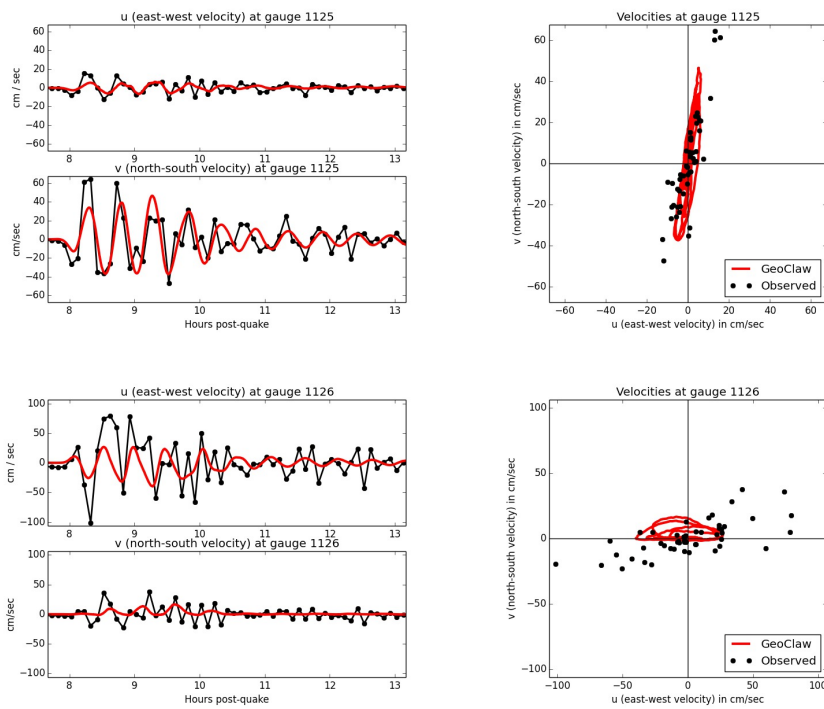 u (east-west velocity) at gauge 1125
60
40
20
0
−20
−40
−60
cm / sec
8 9 10 11 12 13
v (north-south velocity) at gauge 1125
60
40
20
0
−20
−40
−60
cm/sec
8 9 10 11 12 13
Hours post-quake
Velocities at gauge 1125
60
40
20
0
−20
−40
−60
v (north-south velocity) in cm/sec
GeoClaw
Observed
−60 −40 −20 0 20 40 60
u (east-west velocity) in cm/sec
u (east-west velocity) at gauge 1126
100
50
0
−50
−100
cm / sec
8 9 10 11 12 13
v (north-south velocity) at gauge 1126
100
50
0
−50
−100
cm/sec
8 9 10 11 12 13
Hours post-quake
Velocities at gauge 1126
100
50
0
−50
−100
v (north-south velocity) in cm/sec
GeoClaw
Observed
−100 −50 0 50 100
u (east-west velocity) in cm/sec